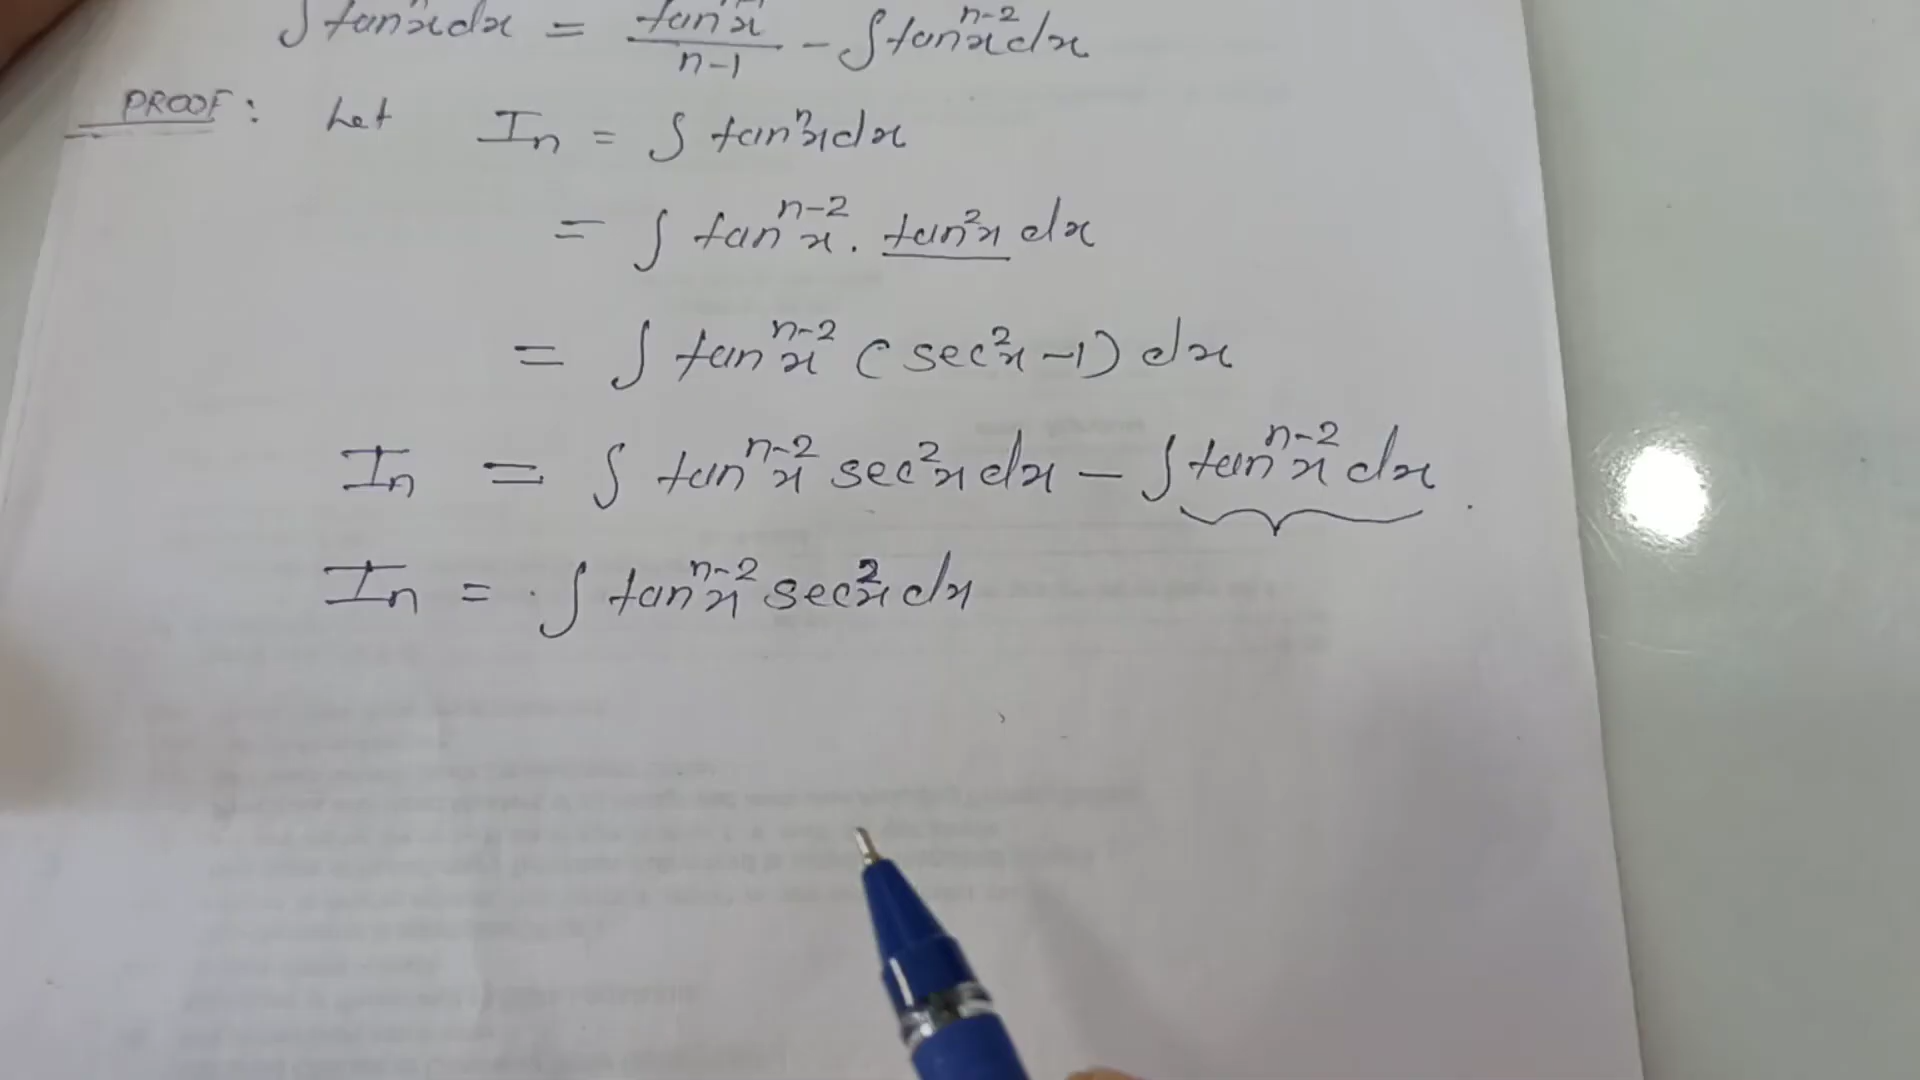 ∫tanⁿx dx = tanⁿ⁻¹x / n-1 - ∫tanⁿ⁻²x dx
PROOF: Let Iₙ = ∫ tanⁿx dx
= ∫ tanⁿ⁻²x . tan²x dx
= ∫ tanⁿ⁻²x (sec²x -1) dx
Iₙ = ∫ tanⁿ⁻²x sec²x dx - ∫tanⁿ⁻²x dx
Iₙ = ∫ tanⁿ⁻²x sec²x dx